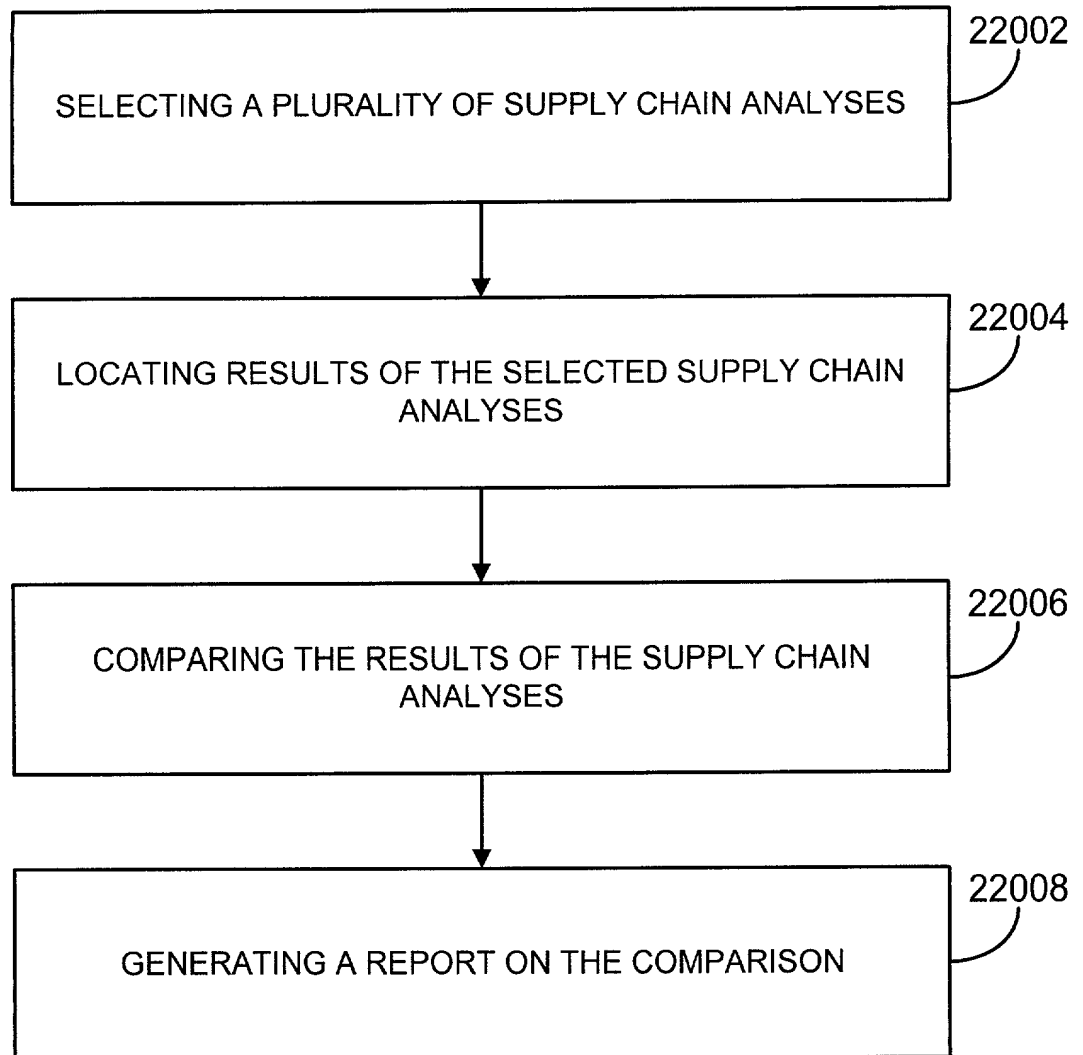 22002
SELECTING A PLURALITY OF SUPPLY CHAIN ANALYSES
22004
LOCATING RESULTS OF THE SELECTED SUPPLY CHAIN
ANALYSES
22006
COMPARING THE RESULTS OF THE SUPPLY CHAIN
ANALYSES
22008
GENERATING A REPORT ON THE COMPARISON